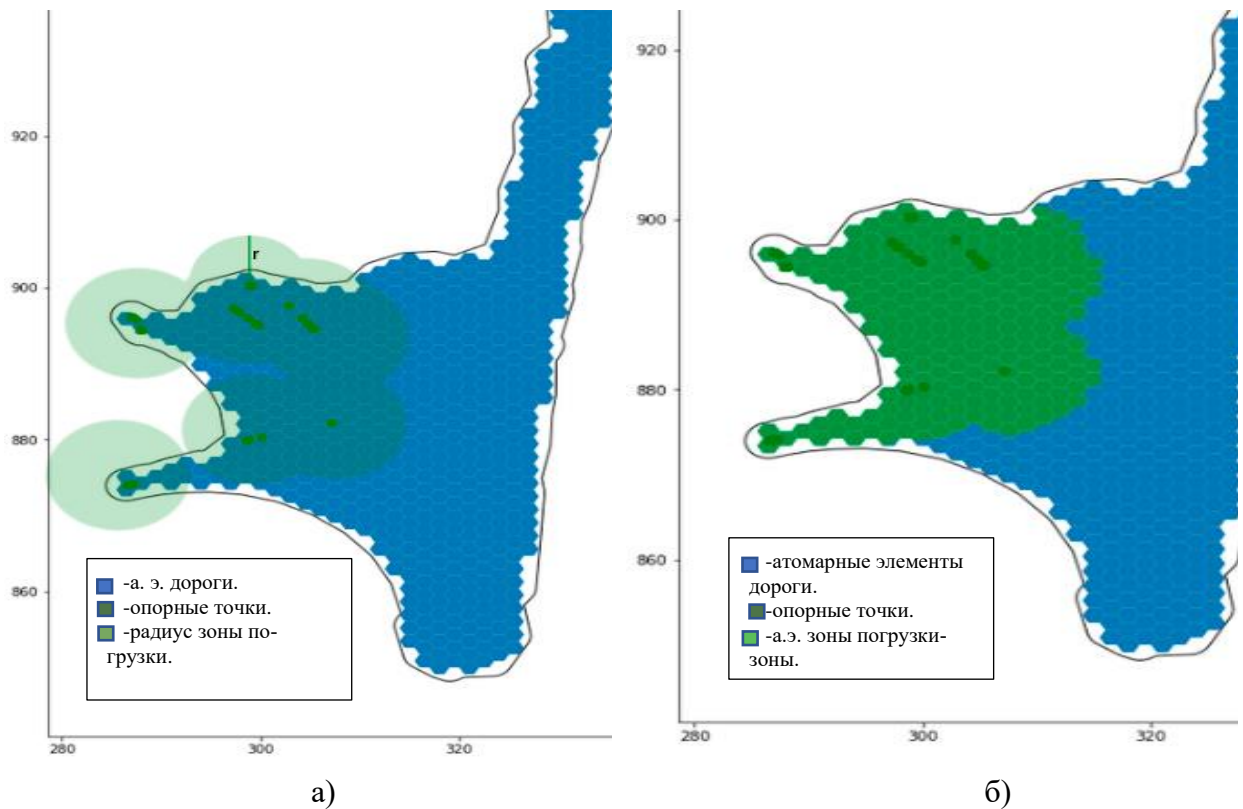 920
900
880
860
280
300
320
r
-а. э. дороги.
-опорные точки.
-радиус зоны по-
грузки.
а)
920
900
880
860
280
300
320
-атомарные элементы
дороги.
-опорные точки.
-а.э. зоны погрузки-
зоны.
б)